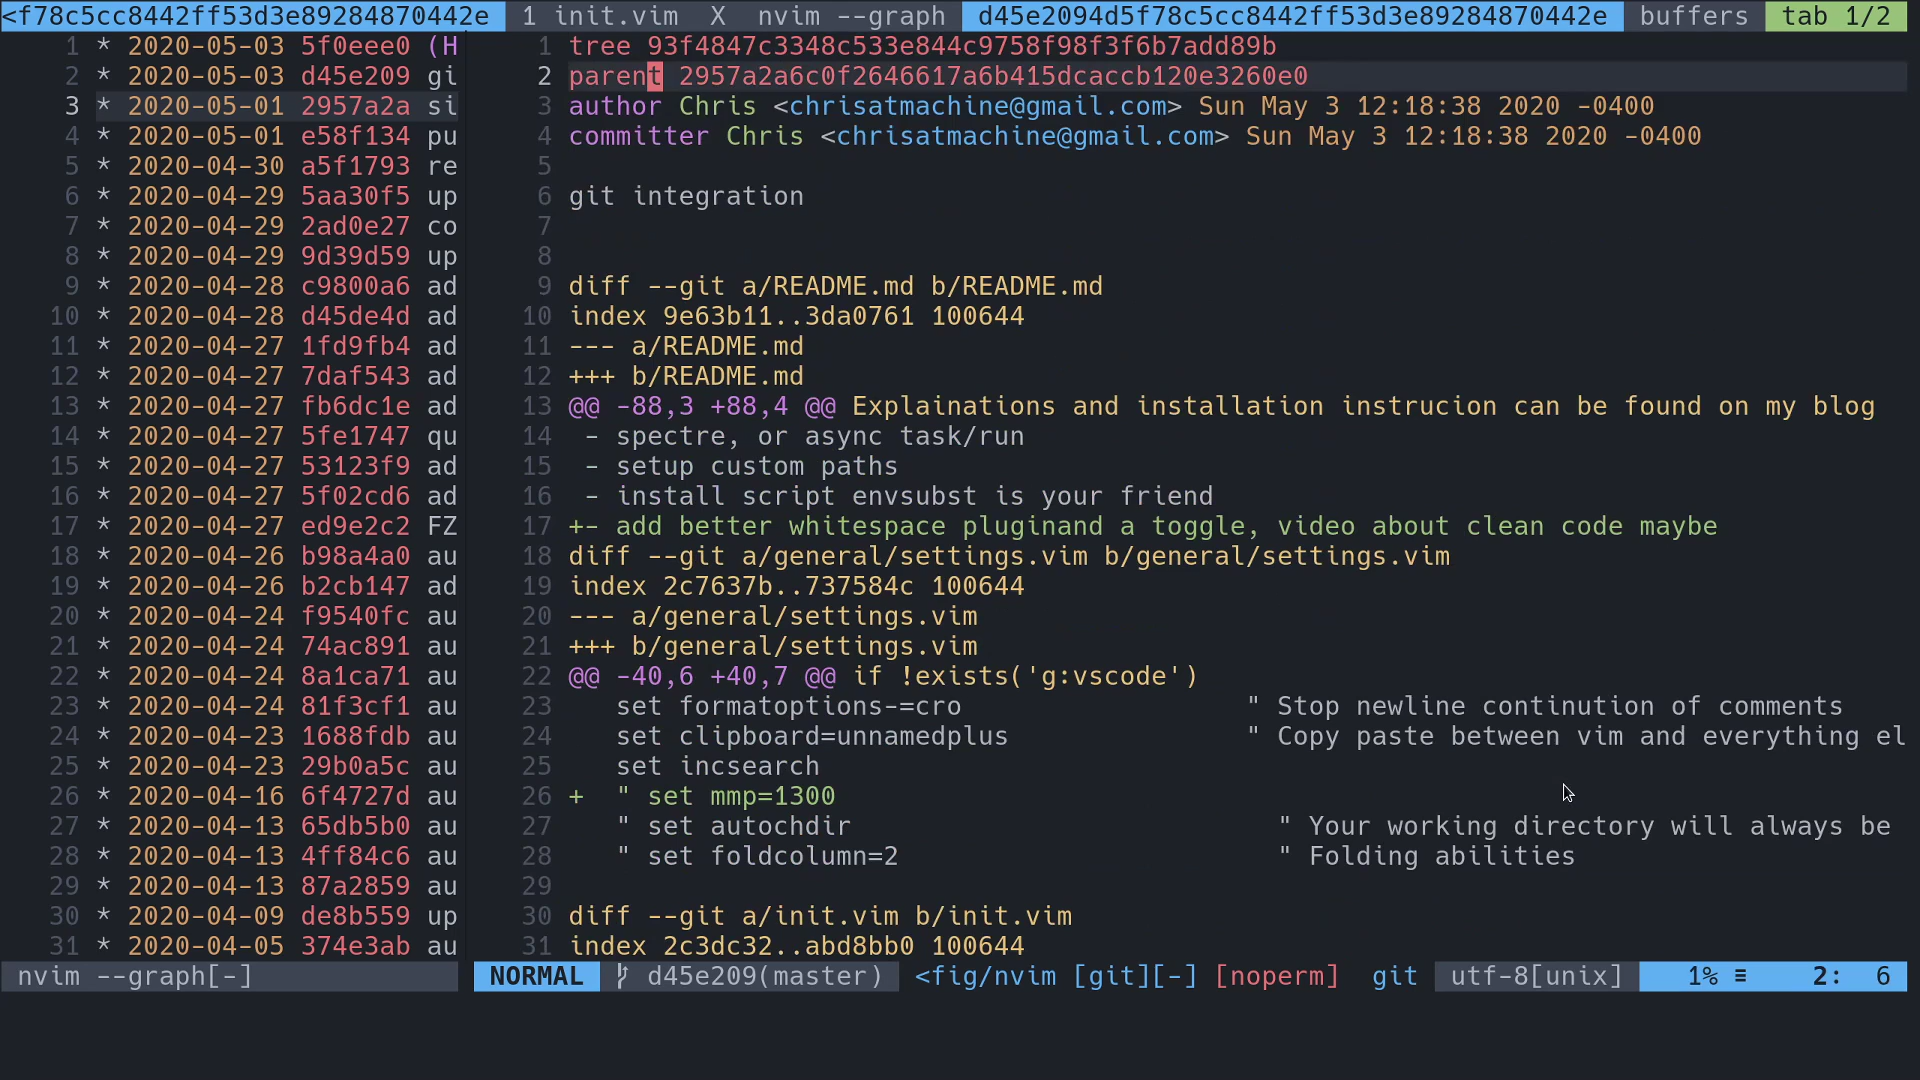 <f78c5cc8442ff53d3e89284870442e 1 init.vim X nvim --graph d45e2094d5f78c5cc8442ff53d3e89284870442e buffers tab 1/2
1 * 2020-05-03 5f0eee0 (H
2 * 2020-05-03 d45e209 gi
3 * 2020-05-01 2957a2a si
4 * 2020-05-01 e58f134 pu
5 * 2020-04-30 a5f1793 re
6 * 2020-04-29 5aa30f5 up
7 * 2020-04-29 2ad0e27 co
8 * 2020-04-29 9d39d59 up
9 * 2020-04-28 c9800a6 ad
10 * 2020-04-28 d45de4d ad
11 * 2020-04-27 1fd9fb4 ad
12 * 2020-04-27 7daf543 ad
13 * 2020-04-27 fb6dc1e ad
14 * 2020-04-27 5fe1747 qu
15 * 2020-04-27 53123f9 ad
16 * 2020-04-27 5f02cd6 ad
17 * 2020-04-27 ed9e2c2 FZ
18 * 2020-04-26 b98a4a0 au
19 * 2020-04-26 b2cb147 ad
20 * 2020-04-24 f9540fc au
21 * 2020-04-24 74ac891 au
22 * 2020-04-24 8a1ca71 au
23 * 2020-04-24 81f3cf1 au
24 * 2020-04-23 1688fdb au
25 * 2020-04-23 29b0a5c au
26 * 2020-04-16 6f4727d au
27 * 2020-04-13 65db5b0 au
28 * 2020-04-13 4ff84c6 au
29 * 2020-04-13 87a2859 au
30 * 2020-04-09 de8b559 up
31 * 2020-04-05 374e3ab au
1 tree 93f4847c3348c533e844c9758f98f3f6b7add89b
2 parent 2957a2a6c0f2646617a6b415dcaccb120e3260e0
3 author Chris <chrisatmachine@gmail.com> Sun May 3 12:18:38 2020 -0400
4 committer Chris <chrisatmachine@gmail.com> Sun May 3 12:18:38 2020 -0400
5
6 git integration
7
8
9 diff --git a/README.md b/README.md
10 index 9e63b11..3da0761 100644
11 --- a/README.md
12 +++ b/README.md
13 @@ -88,3 +88,4 @@ Explainations and installation instrucion can be found on my blog
14 - spectre, or async task/run
15 - setup custom paths
16 - install script envsubst is your friend
17 +- add better whitespace pluginand a toggle, video about clean code maybe
18 diff --git a/general/settings.vim b/general/settings.vim
19 index 2c7637b..737584c 100644
20 --- a/general/settings.vim
21 +++ b/general/settings.vim
22 @@ -40,6 +40,7 @@ if !exists('g:vscode')
23 set formatoptions-=cro " Stop newline continution of comments
24 set clipboard=unnamedplus " Copy paste between vim and everything el
25 set incsearch
26 + " set mmp=1300
27 " set autochdir " Your working directory will always be
28 " set foldcolumn=2 " Folding abilities
29
30 diff --git a/init.vim b/init.vim
31 index 2c3dc32..abd8bb0 100644
nvim --graph[-] NORMAL d45e209(master) <fig/nvim [git][-] [noperm] git utf-8[unix] 1% ≡ 2: 6